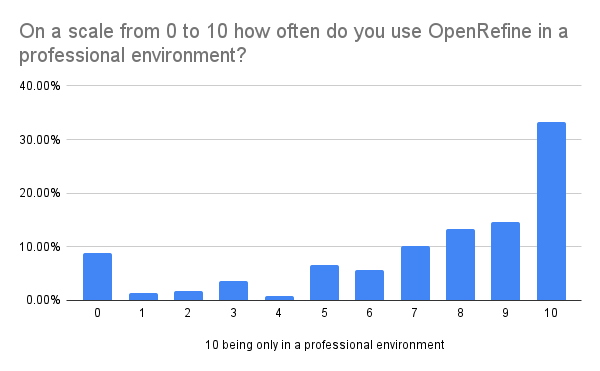 On a scale from 0 to 10 how often do you use OpenRefine in a
professional environment?
40.00%
30.00%
20.00%
10.00%
0.00%
0 1 2 3 4 5 6 7 8 9 10
10 being only in a professional environment